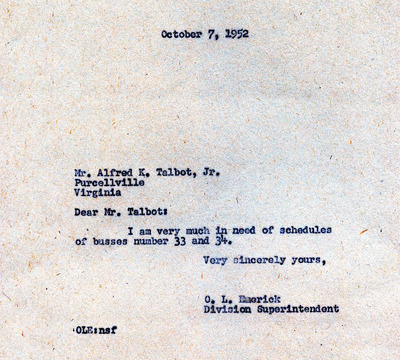 October 7, 1952
Mr. Alfred K. Talbot, Jr.
Purcellville
Virginia
Dear Mr. Talbot:
I am very much in need of schedules
of busses number 33 and 34.
Very sincerely yours,
O. L. Emerick
Division Superintendent
OLE:nsf